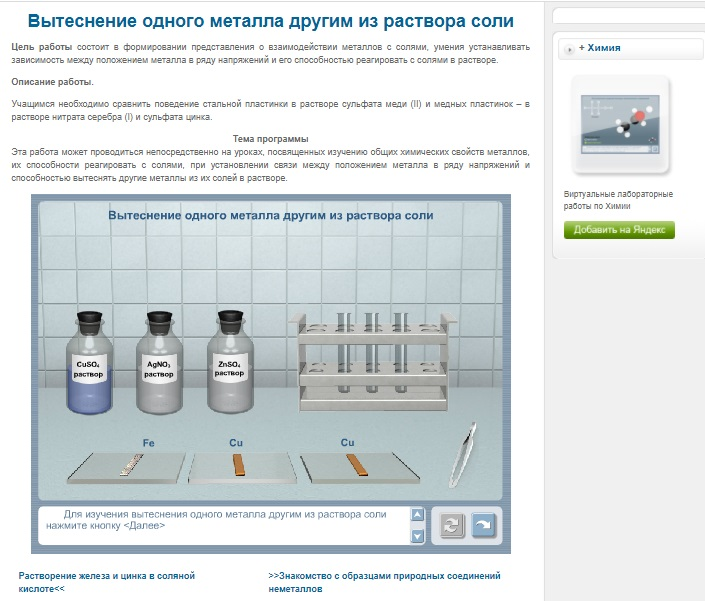 Вытеснение одного металла другим из раствора соли
Цель работы состоит в формировании представления о взаимодействии металлов с солями, умения устанавливать
зависимость между положением металла в ряду напряжений и его способностью реагировать с солями в растворе.
Описание работы.
Учащимся необходимо сравнить поведение стальной пластинки в растворе сульфата меди (II) и медных пластинок – в
растворе нитрата серебра (I) и сульфата цинка.
Тема программы
Эта работа может проводиться непосредственно на уроках, посвященных изучению общих химических свойств металлов,
их способности реагировать с солями, при установлении связи между положением металла в ряду напряжений и
способностью вытеснять другие металлы из их солей в растворе.
Вытеснение одного металла другим из раствора соли
CuSO₄
раствор
AgNO₃
раствор
ZnSO₄
раствор
Fe
Cu
Cu
Для изучения вытеснения одного металла другим из раствора соли
нажмите кнопку <Далее>
Растворение железа и цинка в соляной
кислоте<<
>>Знакомство с образцами природных соединений
неметаллов
+ Химия
Виртуальные лабораторные
работы по Химии
Добавить на Яндекс